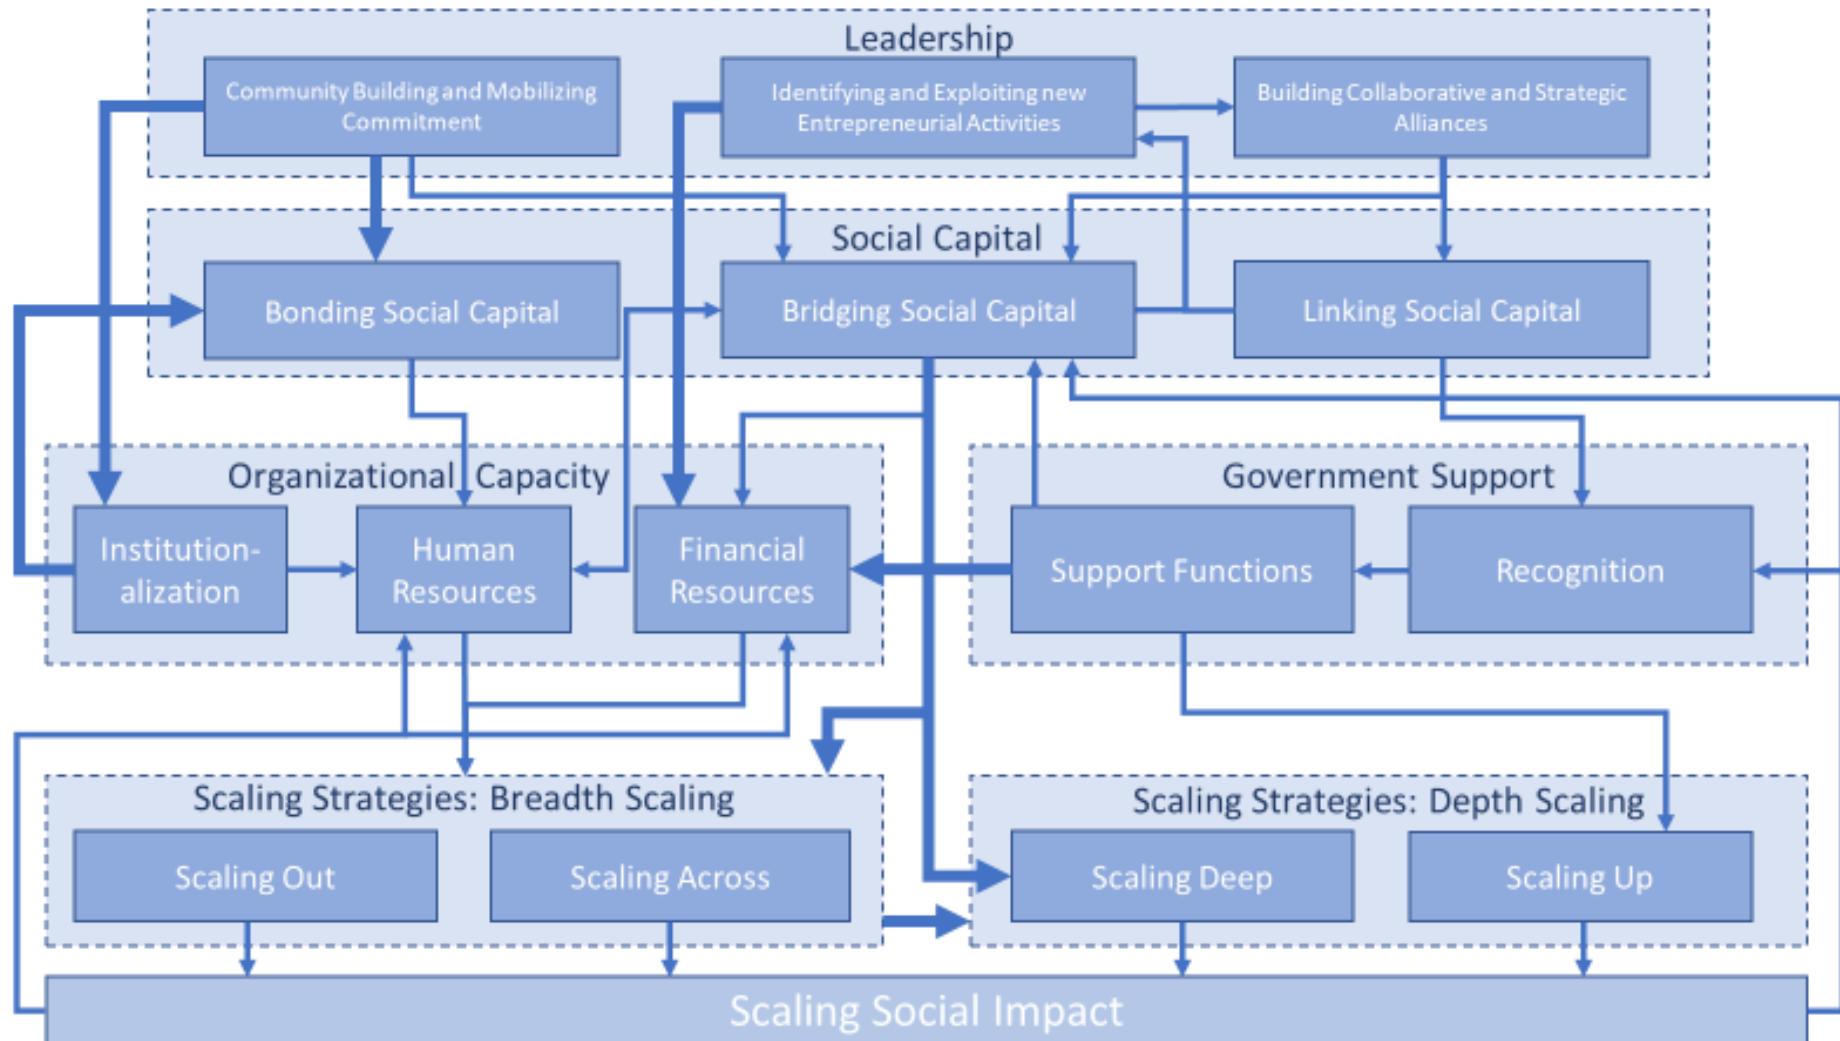 Leadership
Community Building and Mobilizing
Commitment
Identifying and Exploiting new
Entrepreneurial Activities
Building Collaborative and Strategic
Alliances
Social Capital
Bonding Social Capital
Bridging Social Capital
Linking Social Capital
Organizational Capacity
Institution-
alization
Human
Resources
Financial
Resources
Government Support
Support Functions
Recognition
Scaling Strategies: Breadth Scaling
Scaling Out
Scaling Across
Scaling Strategies: Depth Scaling
Scaling Deep
Scaling Up
Scaling Social Impact